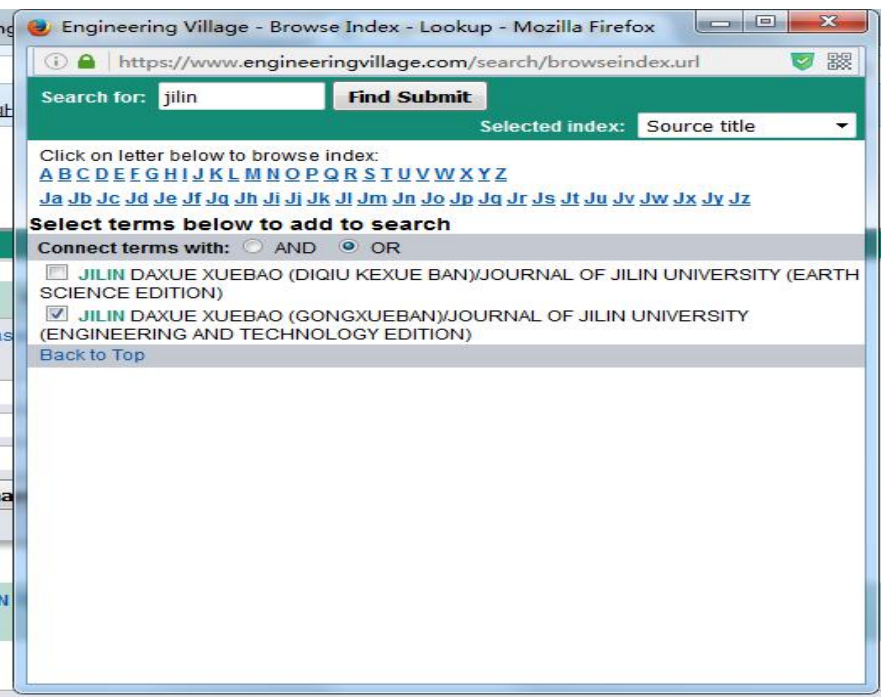 Engineering Village - Browse Index - Lookup - Mozilla Firefox
https://www.engineeringvillage.com/search/browseindex.url
Search for: jilin Find Submit
Selected index: Source title
Click on letter below to browse index:
A B C D E F G H I J K L M N O P Q R S T U V W X Y Z
Ja Jb Jc Jd Je Jf Jg Jh Ji Jj Jk Jl Jm Jn Jo Jp Jq Jr Js Jt Ju Jv Jw Jx Jy Jz
Select terms below to add to search
Connect terms with: AND OR
JILIN DAXUE XUEBAO (DIQIU KEXUE BAN)/JOURNAL OF JILIN UNIVERSITY (EARTH
SCIENCE EDITION)
JILIN DAXUE XUEBAO (GONGXUEBAN)/JOURNAL OF JILIN UNIVERSITY
(ENGINEERING AND TECHNOLOGY EDITION)
Back to Top